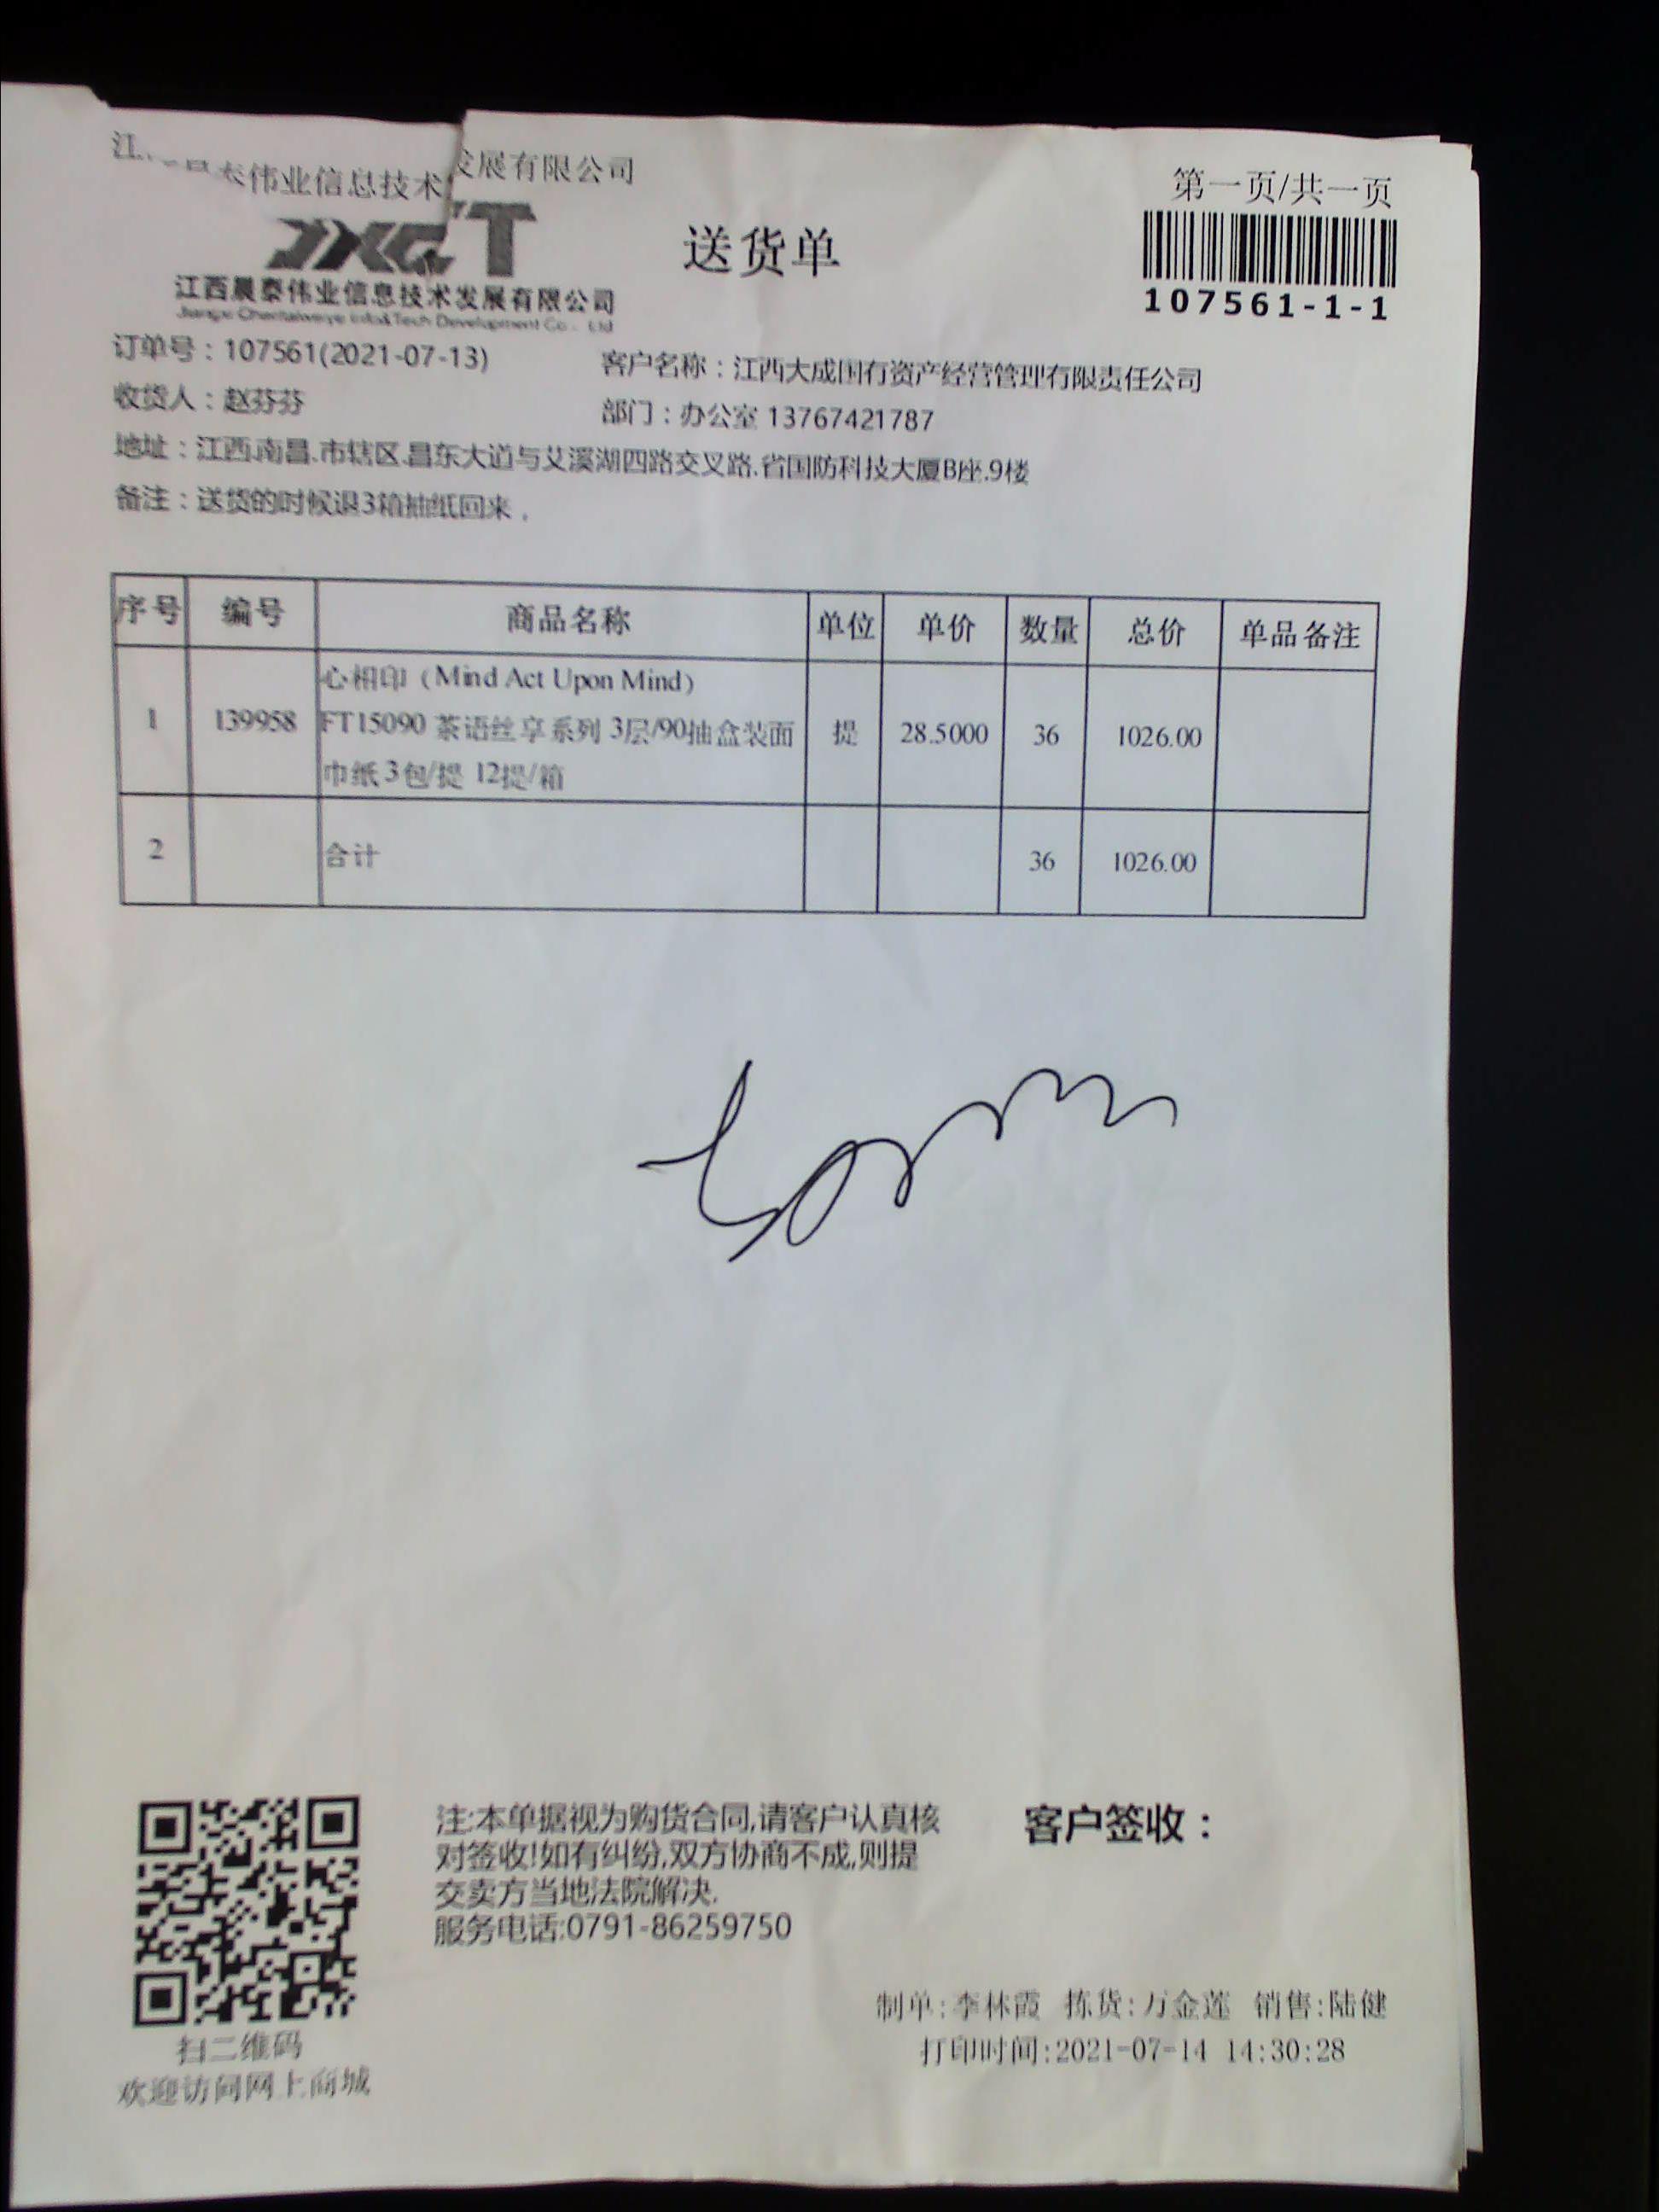 泰伟业信息技术发展有限公司
第一页/共一页
JXCT
送货单
107561-1-1
江西晨泰伟业信息技术发展有限公司
Jiangxi Chentaiweiye Info&Tech Development Co., Ltd
订单号：107561(2021-07-13)
客户名称：江西大成国有资产经营管理有限责任公司
收货人：赵芬芬
部门：办公室 13767421787
地址：江西.南昌.市辖区.昌东大道与艾溪湖四路交叉路.省国防科技大厦B座.9楼
备注：送货的时候退3箱抽纸回来，
序号 编号 商品名称 单位 单价 数量 总价 单品备注
1 139958 心相印（Mind Act Upon Mind） FT15090 茶语丝享系列 3层/90抽盒装面巾纸 3包/提 12提/箱 提 28.5000 36 1026.00
2 合计 36 1026.00
注:本单据视为购货合同,请客户认真核
对签收!如有纠纷,双方协商不成,则提
交卖方当地法院解决.
服务电话:0791-86259750
客户签收：
扫二维码
欢迎访问网上商城
制单:李林霞 拣货:万金莲 销售:陆健
打印时间:2021-07-14 14:30:28